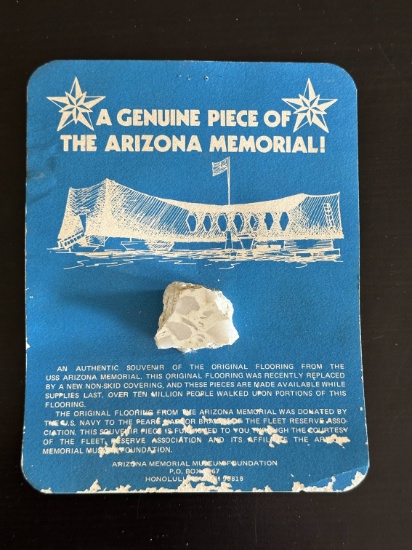 A GENUINE PIECE OF
THE ARIZONA MEMORIAL!
AN AUTHENTIC SOUVENIR OF THE ORIGINAL FLOORING FROM THE
USS ARIZONA MEMORIAL. THIS ORIGINAL FLOORING WAS RECENTLY REPLACED
BY A NEW NON-SKID COVERING, AND THESE PIECES ARE MADE AVAILABLE WHILE
SUPPLIES LAST. OVER TEN MILLION PEOPLE WALKED UPON PORTIONS OF THIS
FLOORING.
THE ORIGINAL FLOORING FROM THE ARIZONA MEMORIAL WAS DONATED BY
THE U.S. NAVY TO THE PEARL HARBOR OF THE FLEET RESERVE ASSO-
CIATION. THIS SOUVENIR PIECE IS FURNISHED TO YOU THROUGH THE COURTESY
OF THE FLEET RESERVE ASSOCIATION AND ITS AFFILIATE THE
MEMORIAL MUSEUM FOUNDATION.
ARIZONA MEMORIAL MUSEUM FOUNDATION
P.O. BOX
HONOLULU